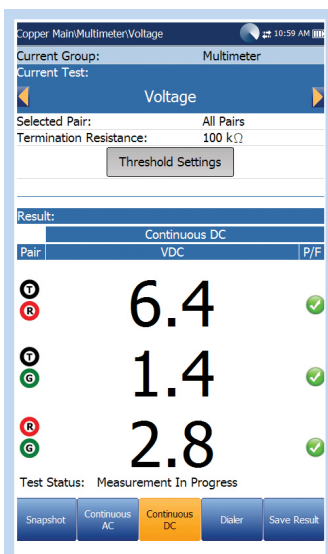 Copper Main\Multimeter\Voltage 10:59 AM
Current Group: Multimeter
Current Test:
Voltage
Selected Pair: All Pairs
Termination Resistance: 100 kΩ
Threshold Settings
Result:
Continuous DC
Pair VDC P/F
T
R
6.4
T
G
1.4
R
G
2.8
Test Status: Measurement In Progress
Snapshot Continuous AC Continuous DC Dialer Save Result